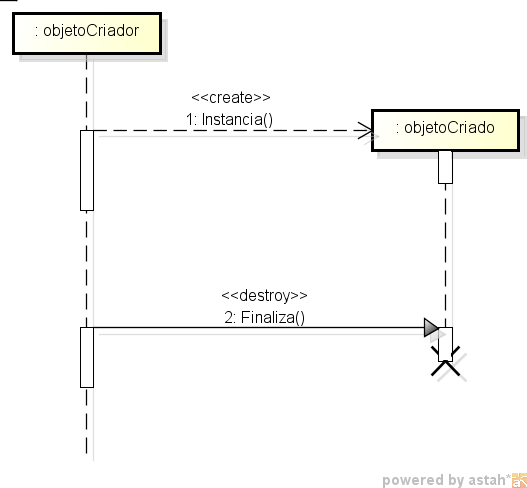 : objetoCriador
<<create>>
1: Instancia()
: objetoCriado
<<destroy>>
2: Finaliza()
powered by astah*